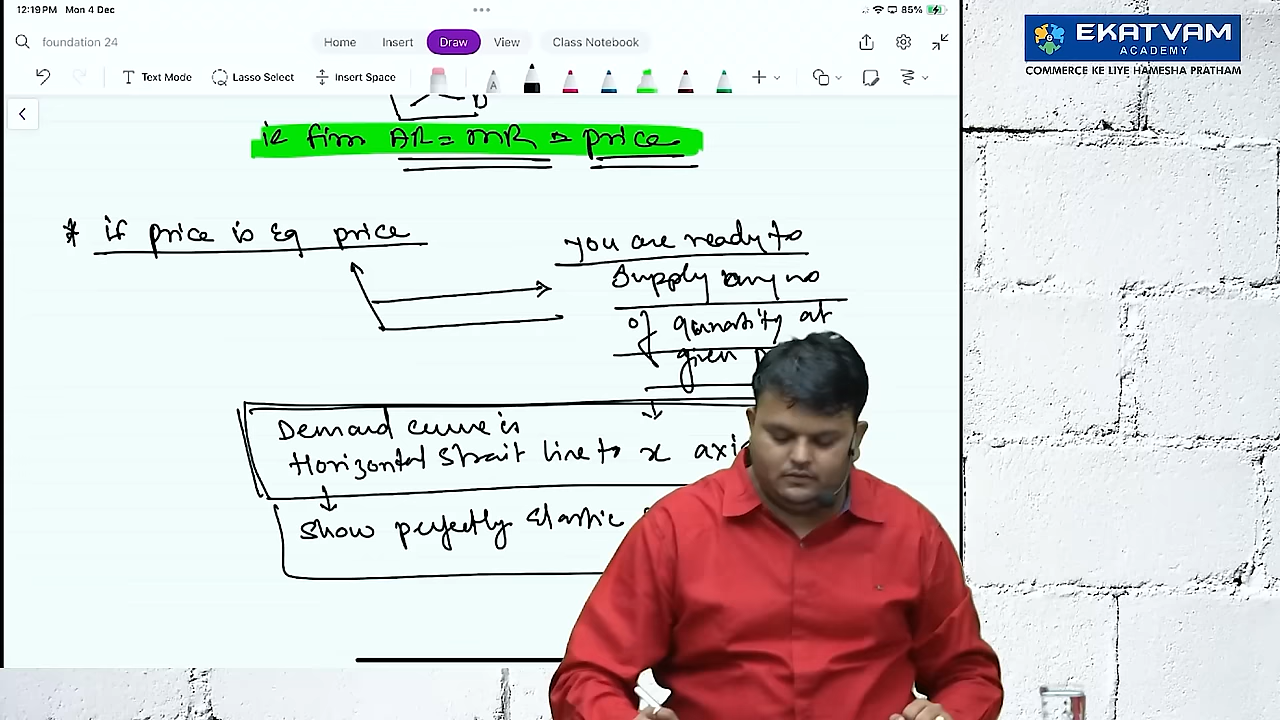 12:19 PM Mon 4 Dec
85%
EKATVAM
ACADEMY
COMMERCE KE LIYE HAMESHA PRATHAM
foundation 24
Home Insert Draw View Class Notebook
Text Mode Lasso Select Insert Space
D
ie firm AR = MR = price
* if price is Eq price
you are ready to
Supply any no
of quantity at
given
Demand curve is
Horizontal Strait line to x axis
Show perfectly Elastic